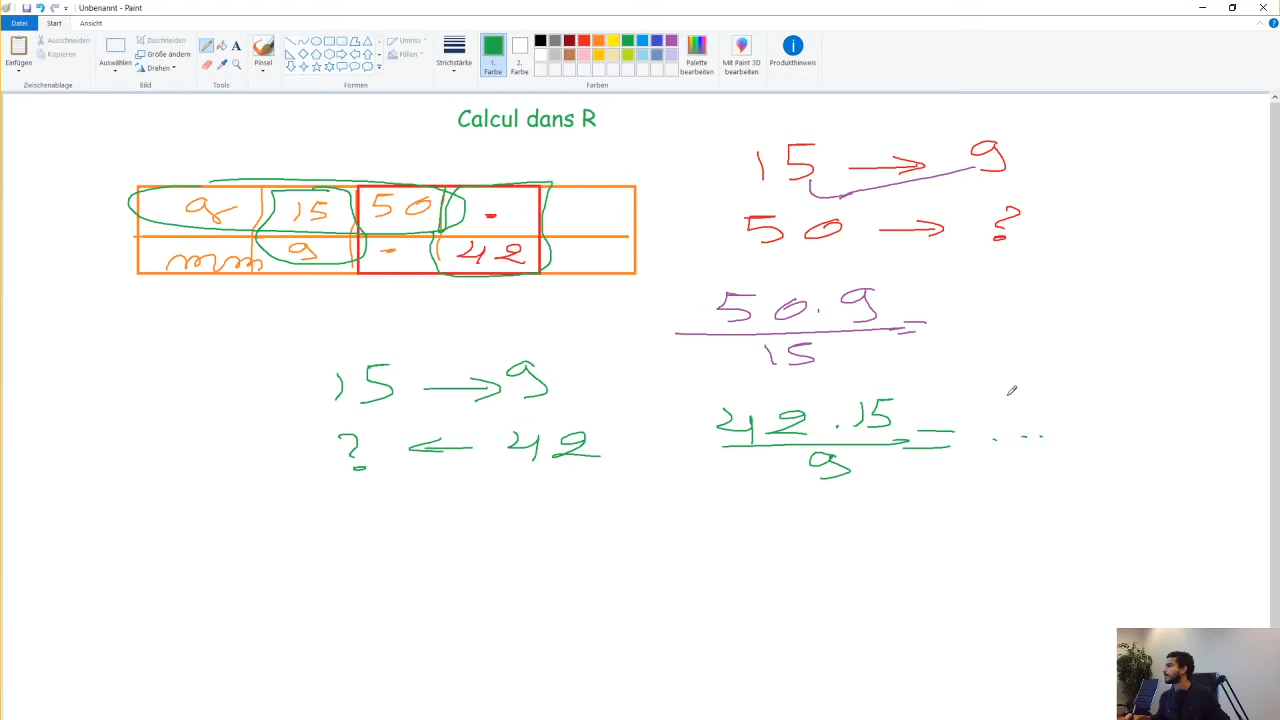 Unbenannt - Paint
Datei Start Ansicht
Einfügen
Ausschneiden
Kopieren
Zwischenablage
Auswählen
Zuschneiden
Größe ändern
Drehen
Bild
A
Tools
Pinsel
Umriss
Füllen
Formen
Strichstärke
1. Farbe
2. Farbe
Farben
Palette bearbeiten
Mit Paint 3D bearbeiten
Produkthinweis
Calcul dans R
15 → 9
50 → ?
gr 15 50 -
mm 9 - 42
50.9 =
15
15 → 9
? ← 42
42.15 = ...
9